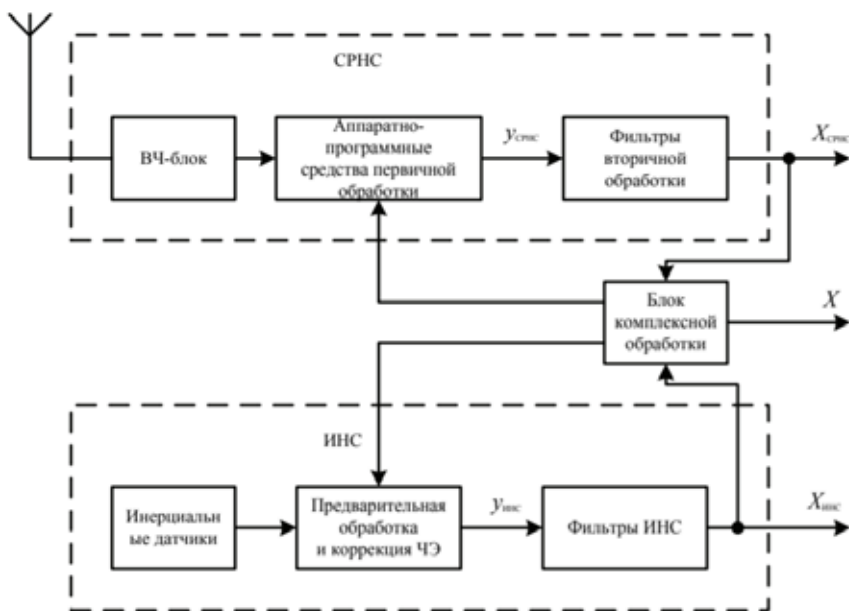 СРНС
ВЧ-блок
Аппаратно-
программные
средства первичной
обработки
yСРНС
Фильтры
вторичной
обработки
XСРНС
Блок
комплексной
обработки
X
ИНС
Инерциальн
ые датчики
Предварительная
обработка
и коррекция ЧЭ
yИНС
Фильтры ИНС
XИНС